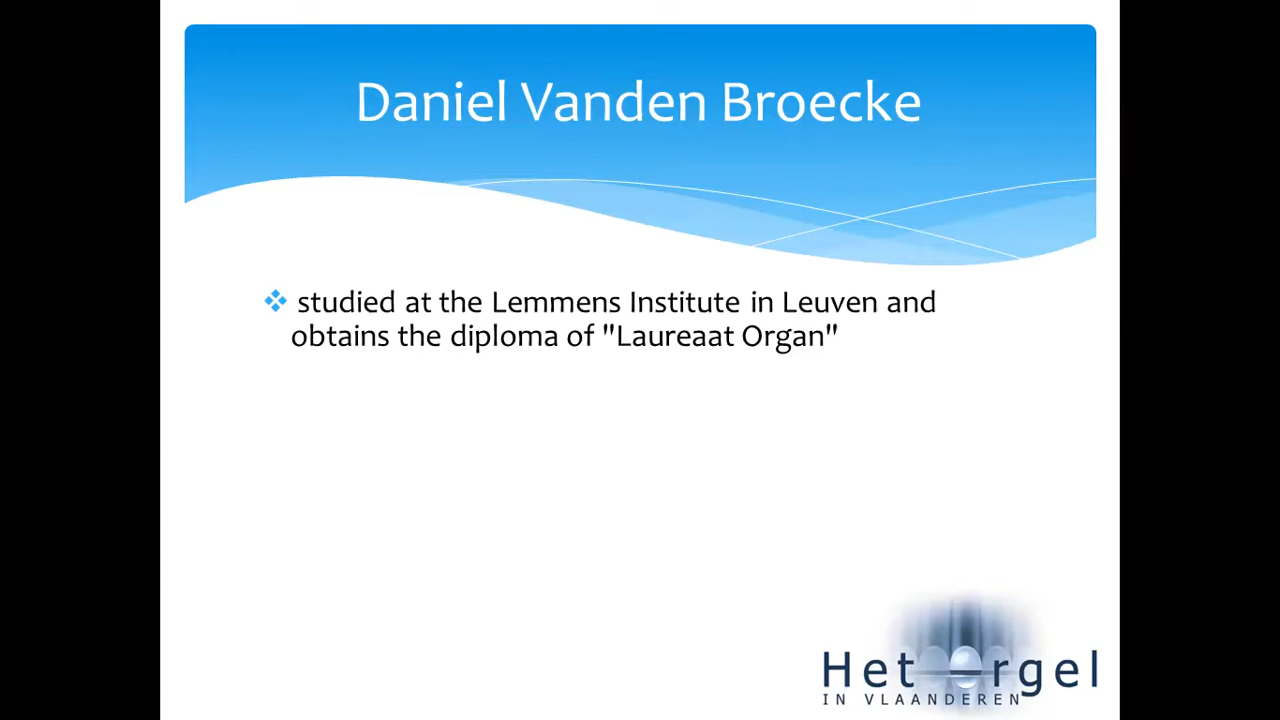 Daniel Vanden Broecke
studied at the Lemmens Institute in Leuven and
obtains the diploma of "Laureaat Organ"
Het Orgel
IN VLAANDEREN